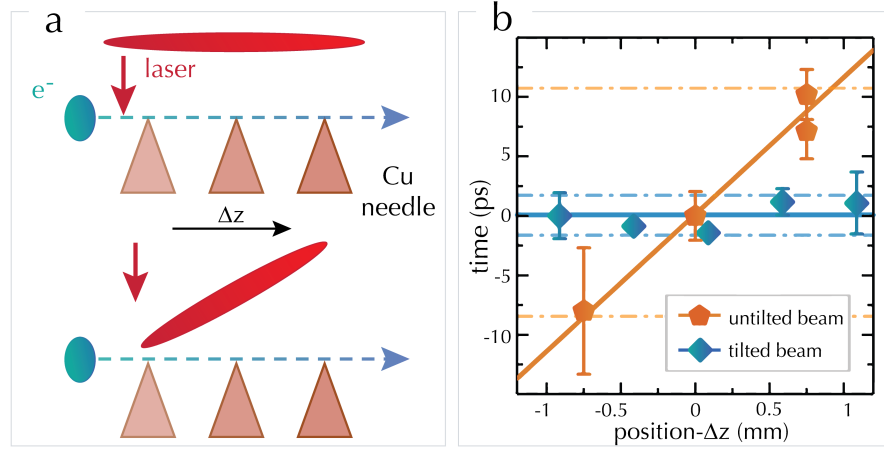 a
laser
e-
Cu
needle
Δz
b
time (ps)
10
5
0
-5
-10
untilted beam
tilted beam
-1
-0.5
0
0.5
1
position-Δz (mm)